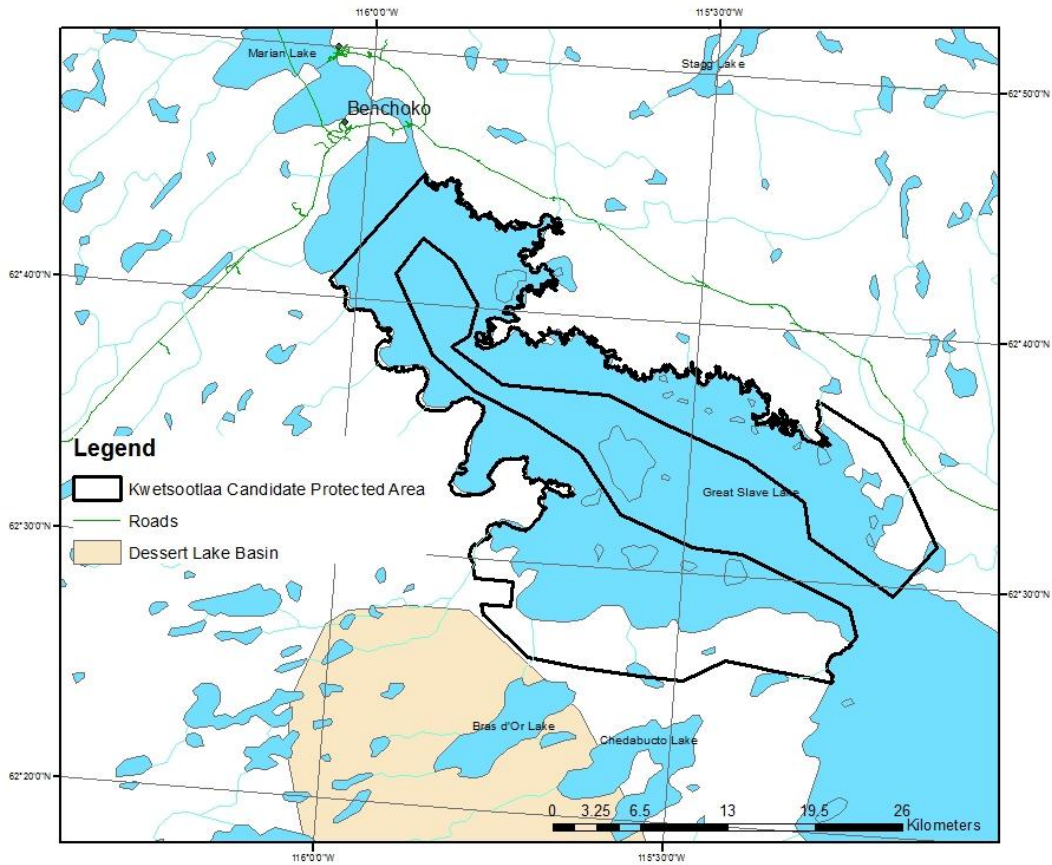 116°0'0"W
115°30'0"W
Marian Lake
Stagg Lake
62°50'0"N
Benchoko
62°40'0"N
62°40'0"N
Legend
Kwetsootlaa Candidate Protected Area
Roads
Dessert Lake Basin
Great Slave Lake
62°30'0"N
62°30'0"N
Bras d'Or Lake
Chedabucto Lake
62°20'0"N
0 3.25 6.5 13 19.5 26
Kilometers
116°0'0"W
115°30'0"W